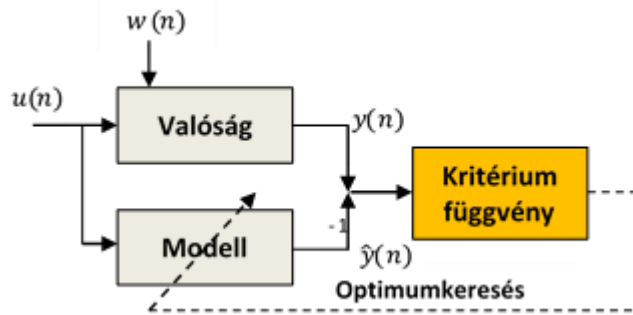 w(n)
u(n)
Valóság
y(n)
Kritérium
függvény
-1
Modell
ŷ(n)
Optimumkeresés